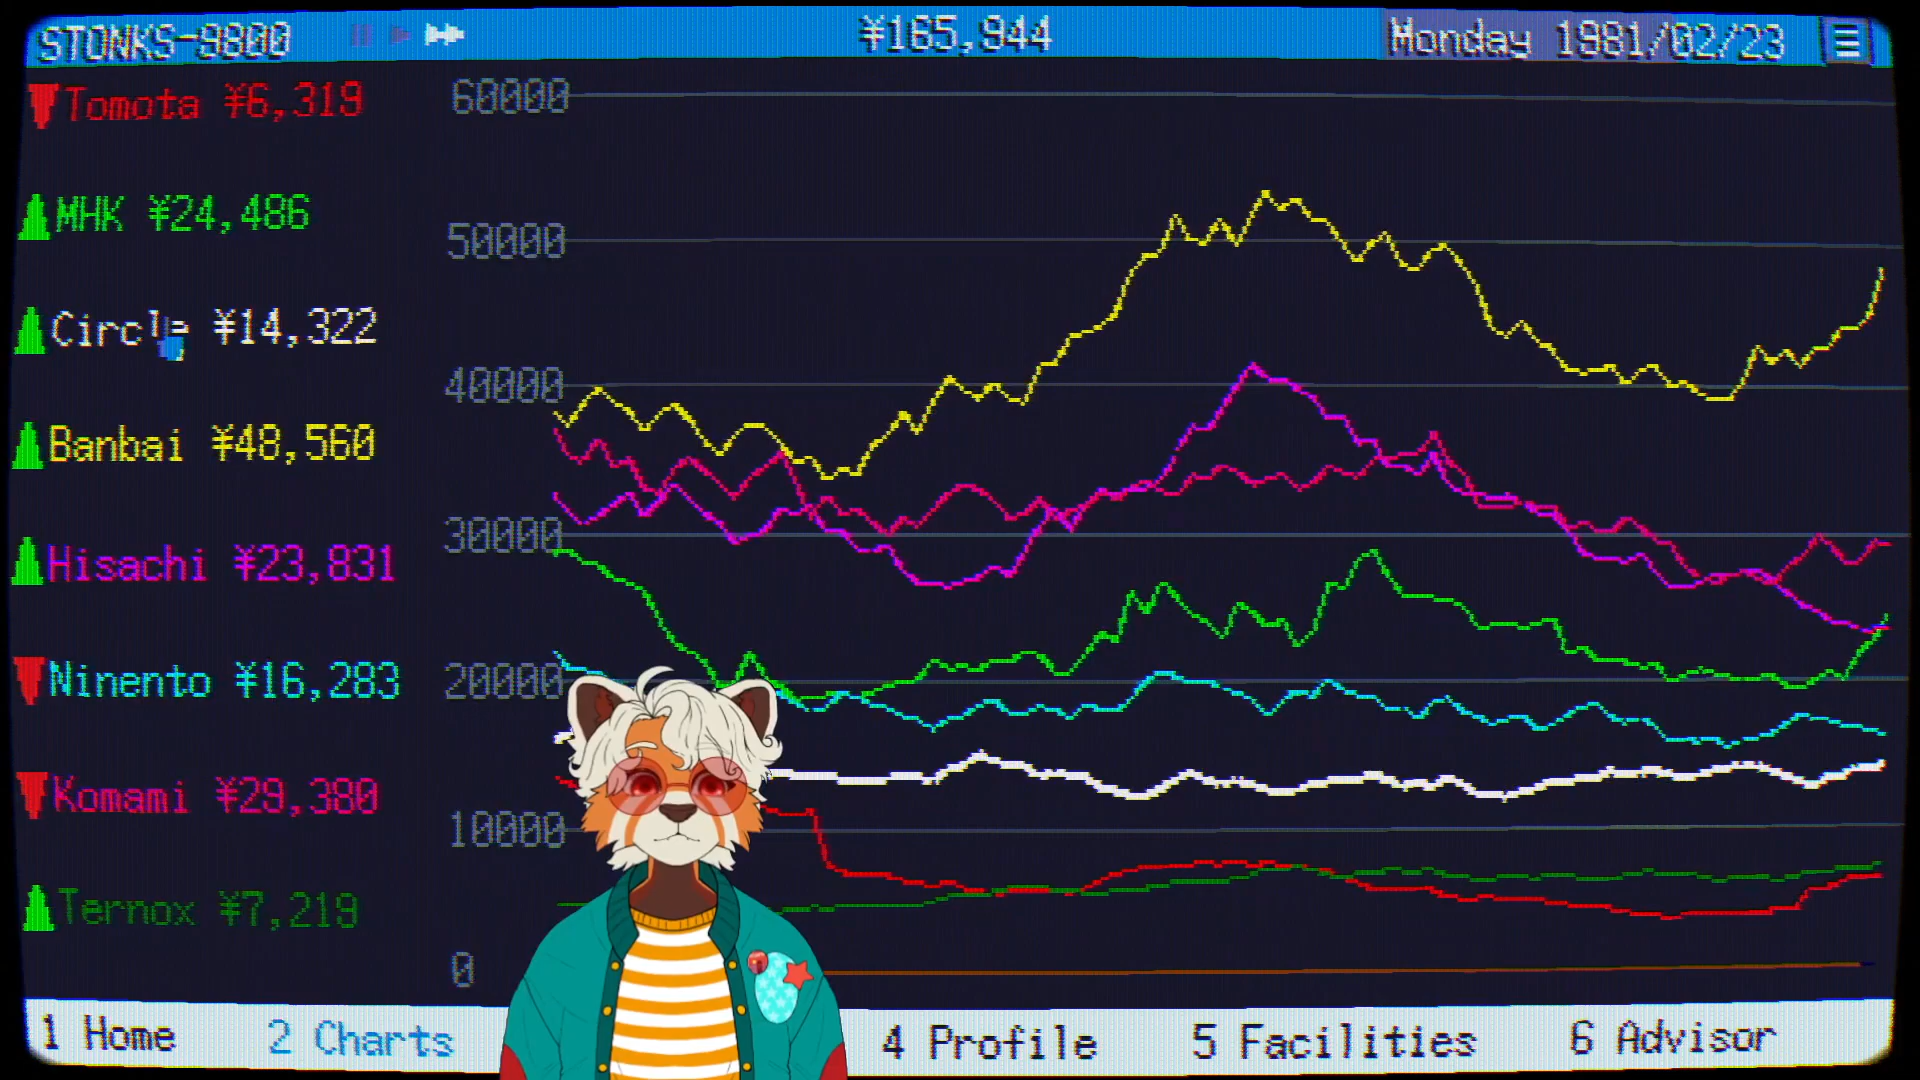 STONKS-9800 ¥165,944 Monday 1981/02/23
Tomota ¥6,319
MHK ¥24,486
Circle ¥14,322
Banbai ¥48,560
Hisachi ¥23,831
Ninento ¥16,283
Komami ¥29,380
Ternox ¥7,219
60000
50000
40000
30000
20000
10000
0
1 Home 2 Charts 4 Profile 5 Facilities 6 Advisor